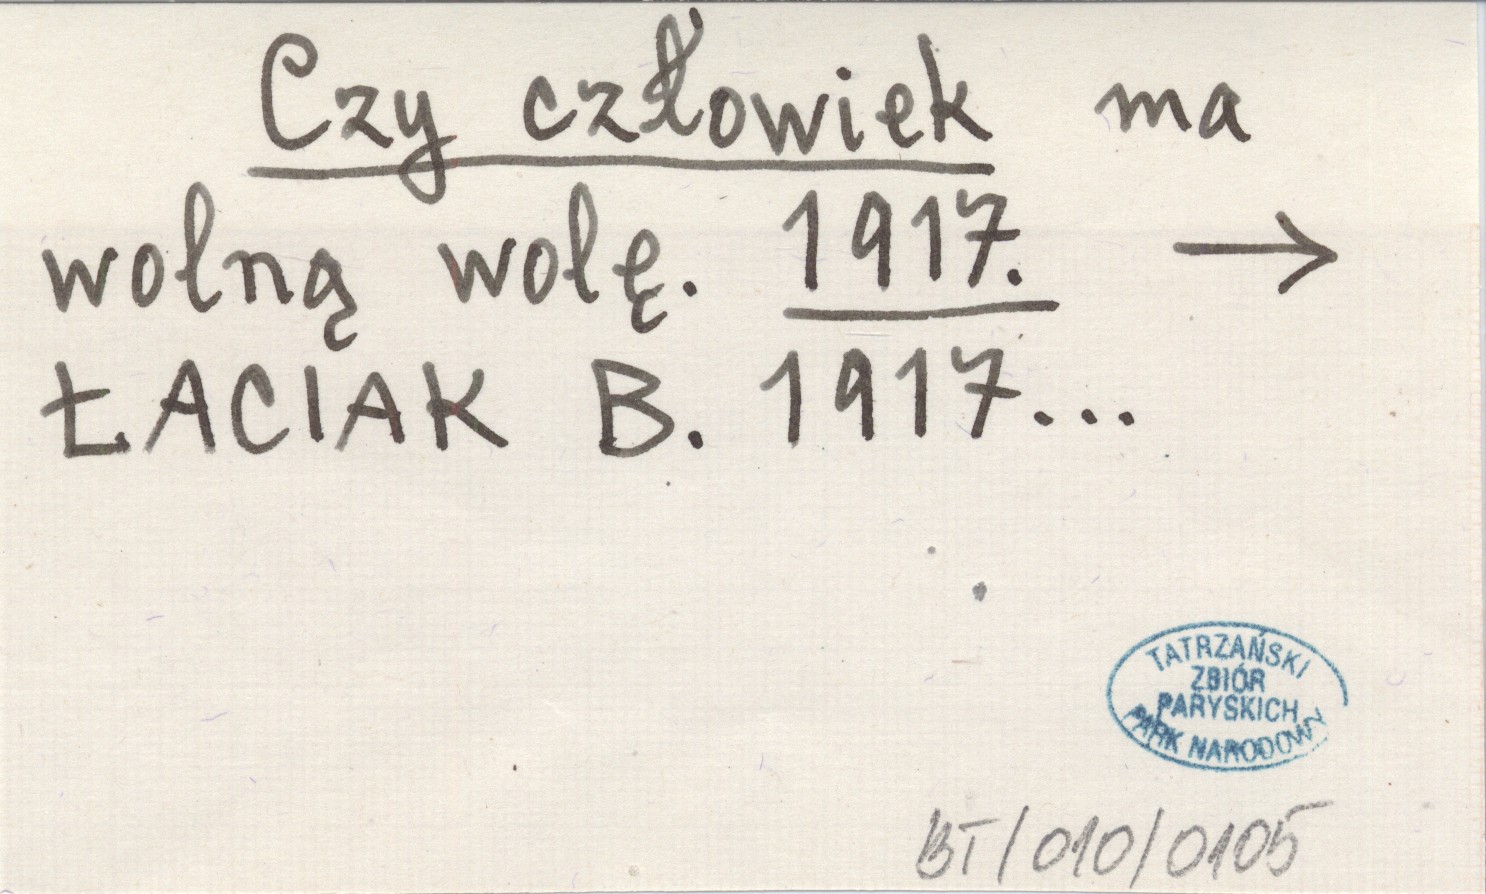 Czy człowiek ma
wolną wolę. 1917. →
ŁACIAK B. 1917...
TATRZAŃSKI
ZBIÓR
PARYSKICH
PARK NARODOWY
BT/010/0105